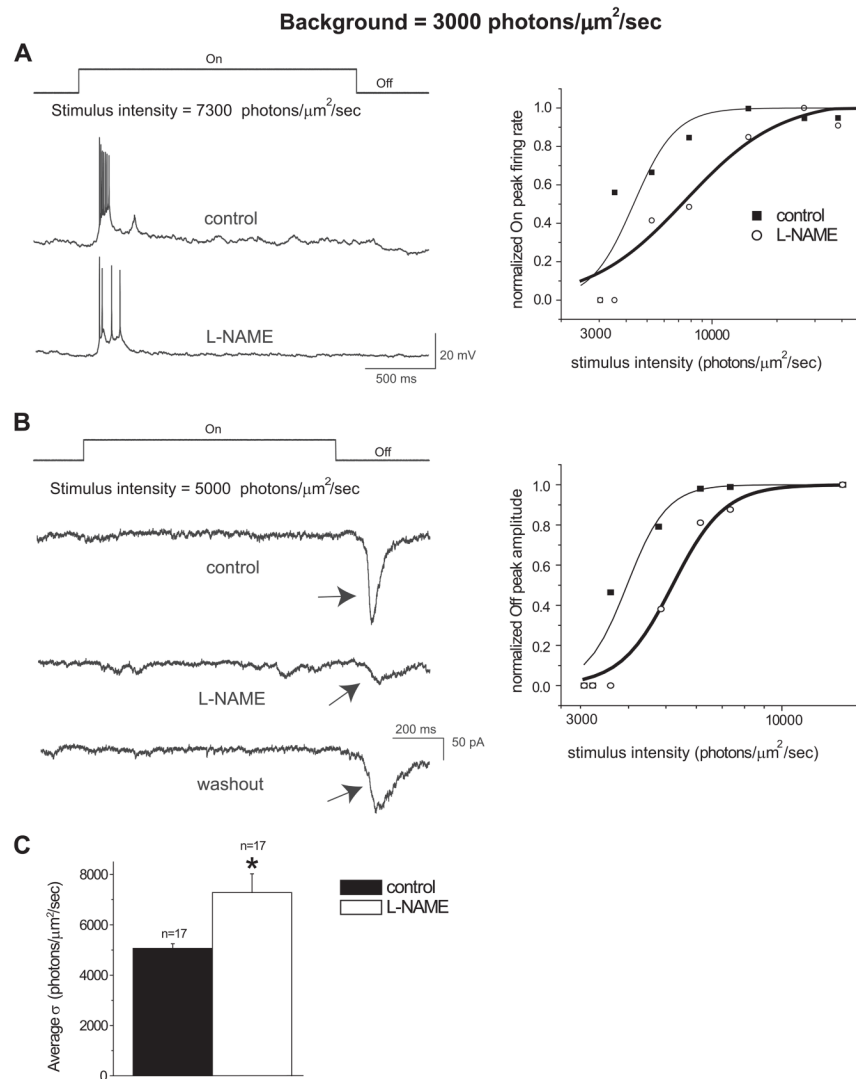 Background = 3000 photons/μm²/sec
A
On
Off
Stimulus intensity = 7300 photons/μm²/sec
control
L-NAME
20 mV
500 ms
normalized On peak firing rate
1.0
0.8
0.6
0.4
0.2
0.0
control
L-NAME
3000
10000
stimulus intensity (photons/μm²/sec)
B
On
Off
Stimulus intensity = 5000 photons/μm²/sec
control
L-NAME
200 ms
50 pA
washout
normalized Off peak amplitude
1.0
0.8
0.6
0.4
0.2
0.0
3000
10000
stimulus intensity (photons/μm²/sec)
C
Average σ (photons/μm²/sec)
8000
6000
4000
2000
0
n=17
n=17
*
control
L-NAME